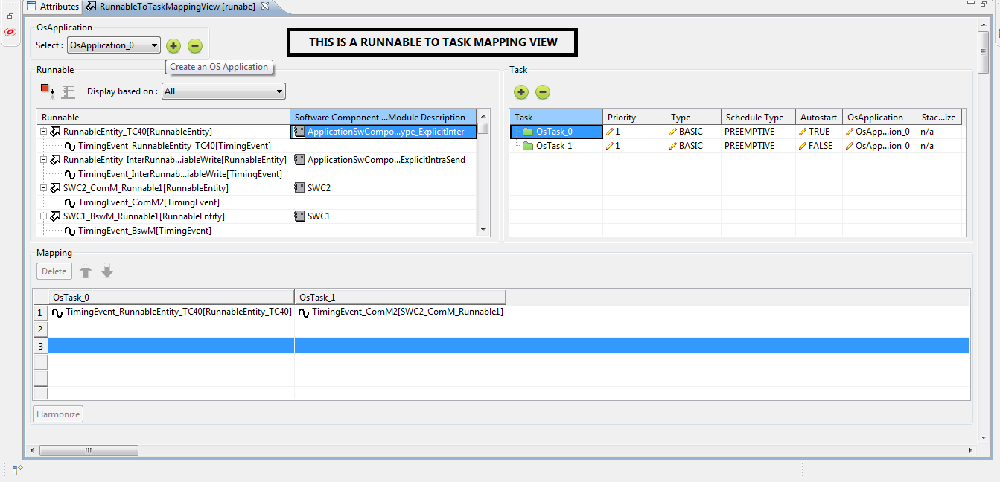 Attributes RunnableToTaskMappingView [runabe]
OsApplication
Select : OsApplication_0
THIS IS A RUNNABLE TO TASK MAPPING VIEW
Create an OS Application
Runnable
Display based on : All
Runnable Software Component ...Module Description
RunnableEntity_TC40[RunnableEntity] ApplicationSwCompo...ype_ExplicitInter
TimingEvent_RunnableEntity_TC40[TimingEvent]
RunnableEntity_InterRunnab...iableWrite[RunnableEntity] ApplicationSwCompo...ExplicitIntraSend
TimingEvent_InterRunnab...iableWrite[TimingEvent]
SWC2_ComM_Runnable1[RunnableEntity] SWC2
TimingEvent_ComM2[TimingEvent]
SWC1_BswM_Runnable1[RunnableEntity] SWC1
TimingEvent_BswM[TimingEvent]
Task
Task Priority Type Schedule Type Autostart OsApplication Stac...ize
OsTask_0 1 BASIC PREEMPTIVE TRUE OsApp...ion_0 n/a
OsTask_1 1 BASIC PREEMPTIVE FALSE OsApp...ion_0 n/a
Mapping
Delete
OsTask_0 OsTask_1
1 TimingEvent_RunnableEntity_TC40[RunnableEntity_TC40] TimingEvent_ComM2[SWC2_ComM_Runnable1]
2
3
Harmonize